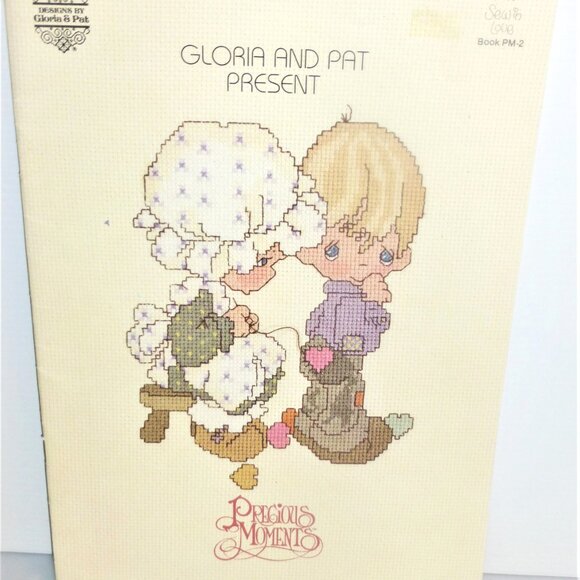 DESIGNS BY
Gloria & Pat
Book PM-2
GLORIA AND PAT
PRESENT
PRECIOUS
MOMENTS